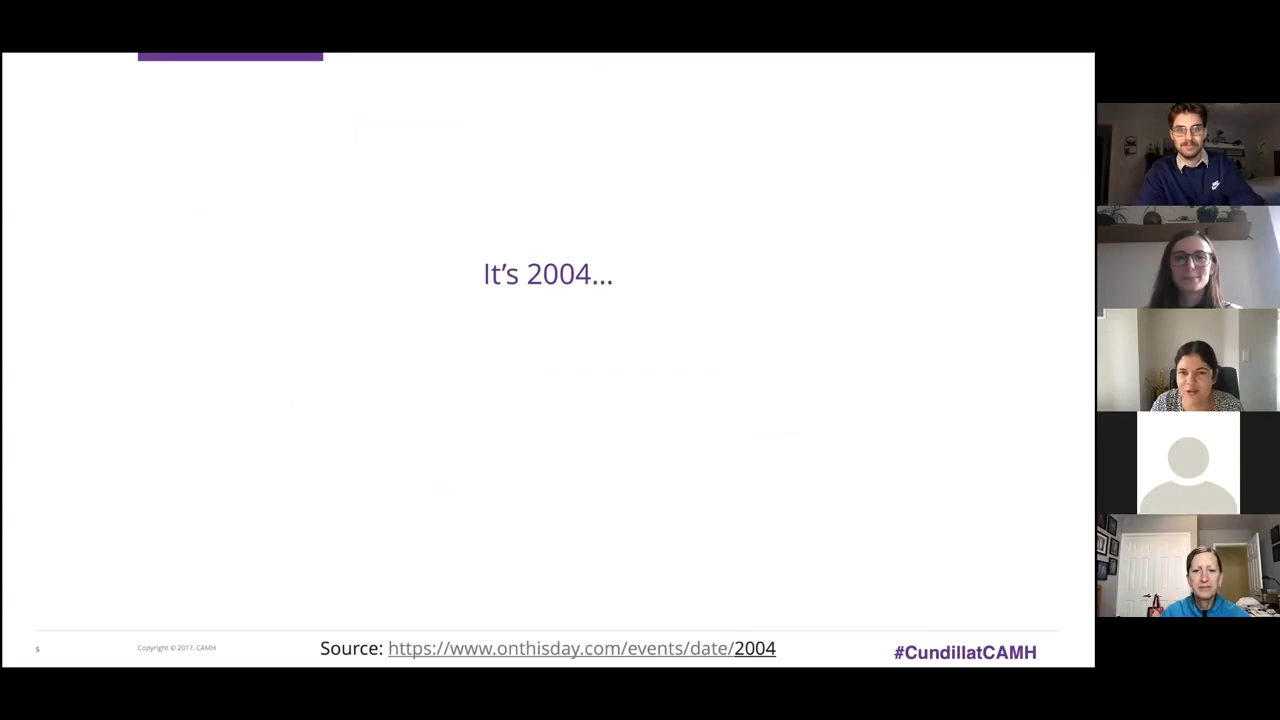 It’s 2004…
5
Copyright © 2017, CAMH
Source: https://www.onthisday.com/events/date/2004
#CundillatCAMH